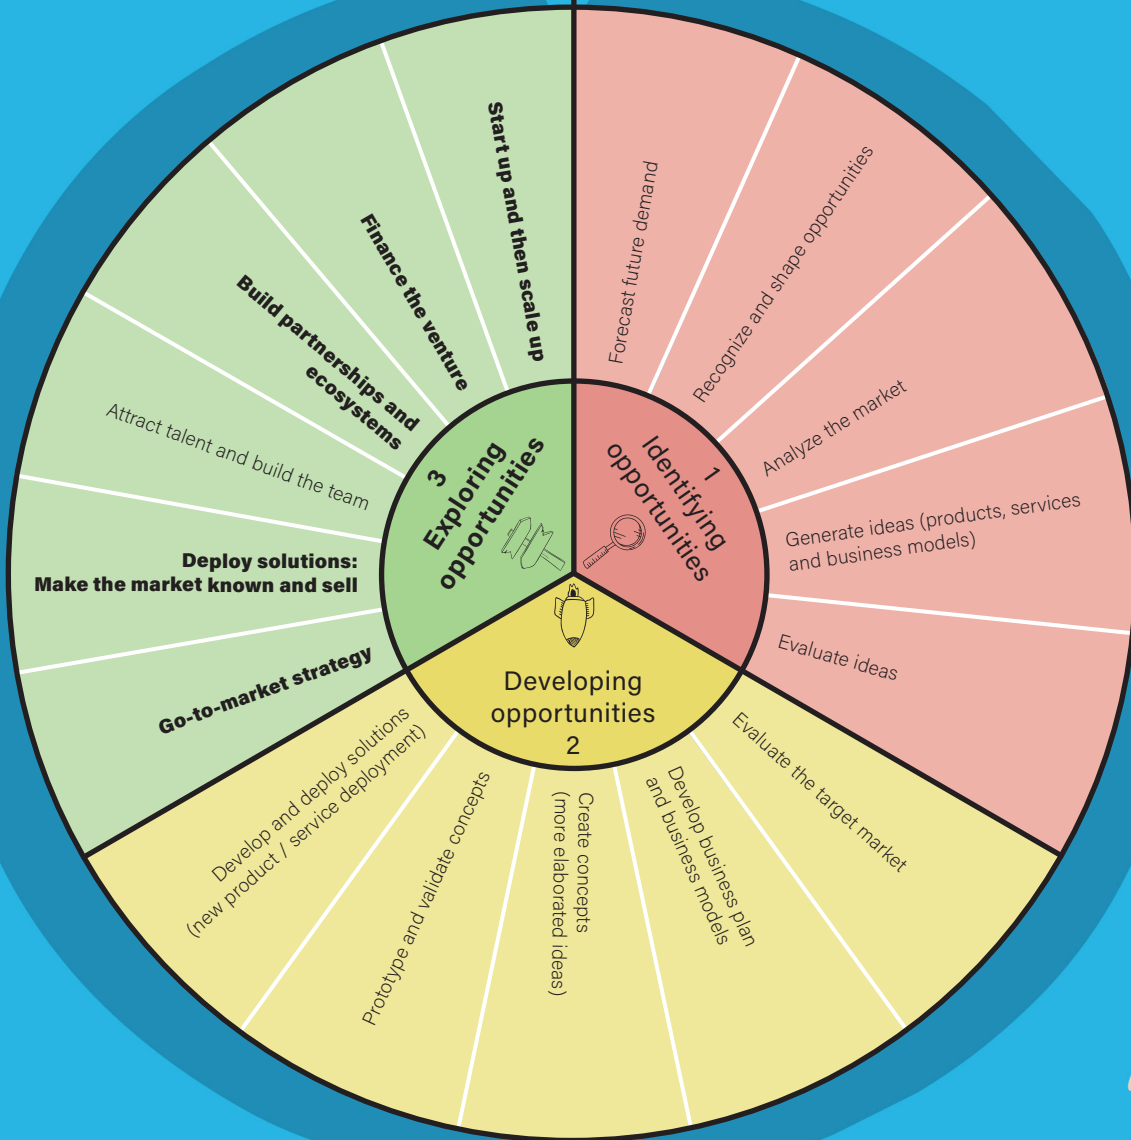 1
Identifying
opportunities
Forecast future demand
Recognize and shape opportunities
Analyze the market
Generate ideas (products, services
and business models)
Evaluate ideas
Developing
opportunities
2
Evaluate the target market
Develop business plan
and business models
Create concepts
(more elaborated ideas)
Prototype and validate concepts
Develop and deploy solutions
(new product / service deployment)
3
Exploring
opportunities
Go-to-market strategy
Deploy solutions:
Make the market known and sell
Attract talent and build the team
Build partnerships and
ecosystems
Finance the venture
Start up and then scale up